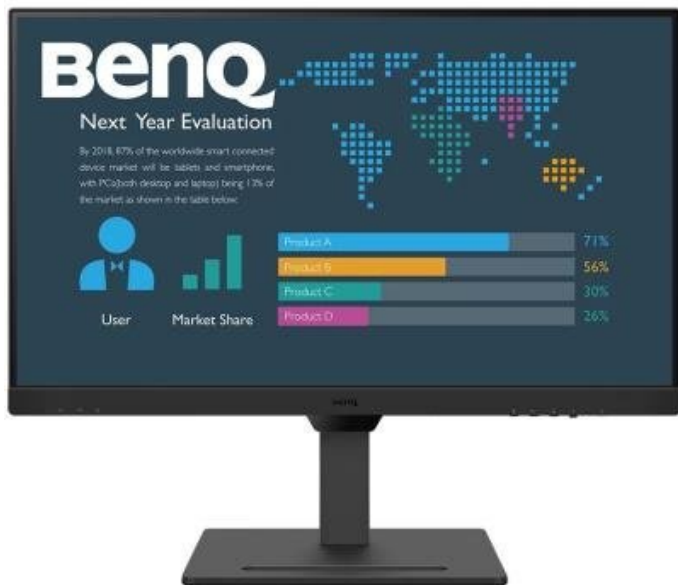 BenQ
Next Year Evaluation
By 2018, 87% of the worldwide smart connected
device market will be tablets and smartphone,
with PCs(both desktop and laptop) being 13% of
the market as shown in the table below:
User
Market Share
Product A
71%
Product B
56%
Product C
30%
Product D
26%
BenQ